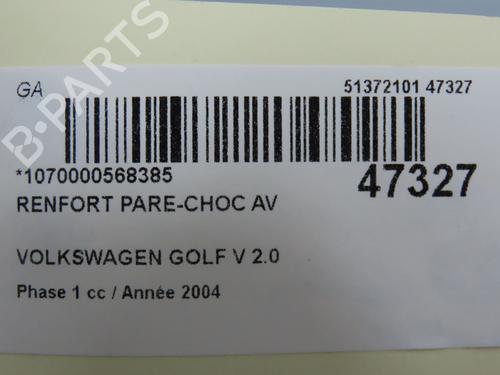 GA
51372101 47327
B-PARTS
*1070000568385
47327
RENFORT PARE-CHOC AV
VOLKSWAGEN GOLF V 2.0
Phase 1 cc / Année 2004